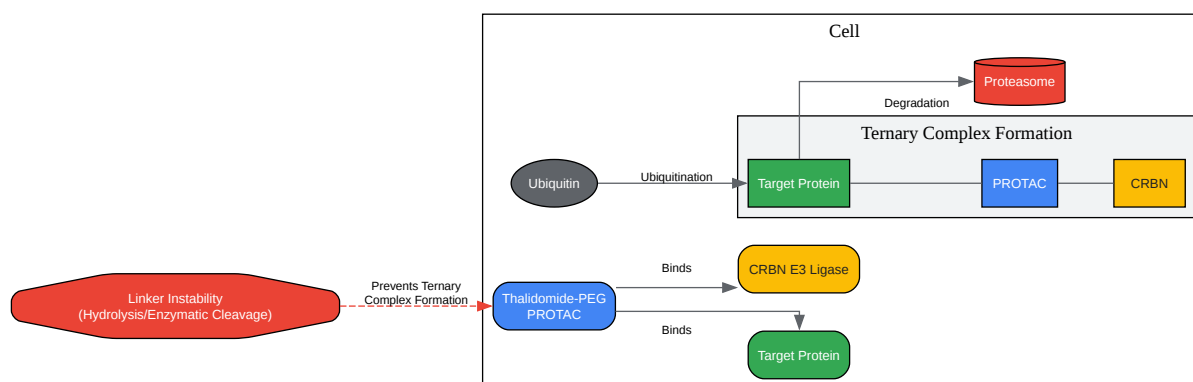 Cell
Proteasome
Degradation
Ternary Complex Formation
Ubiquitin
Ubiquitination
Target Protein
PROTAC
CRBN
Linker Instability
(Hydrolysis/Enzymatic Cleavage)
Prevents Ternary
Complex Formation
Thalidomide-PEG
PROTAC
Binds
CRBN E3 Ligase
Binds
Target Protein